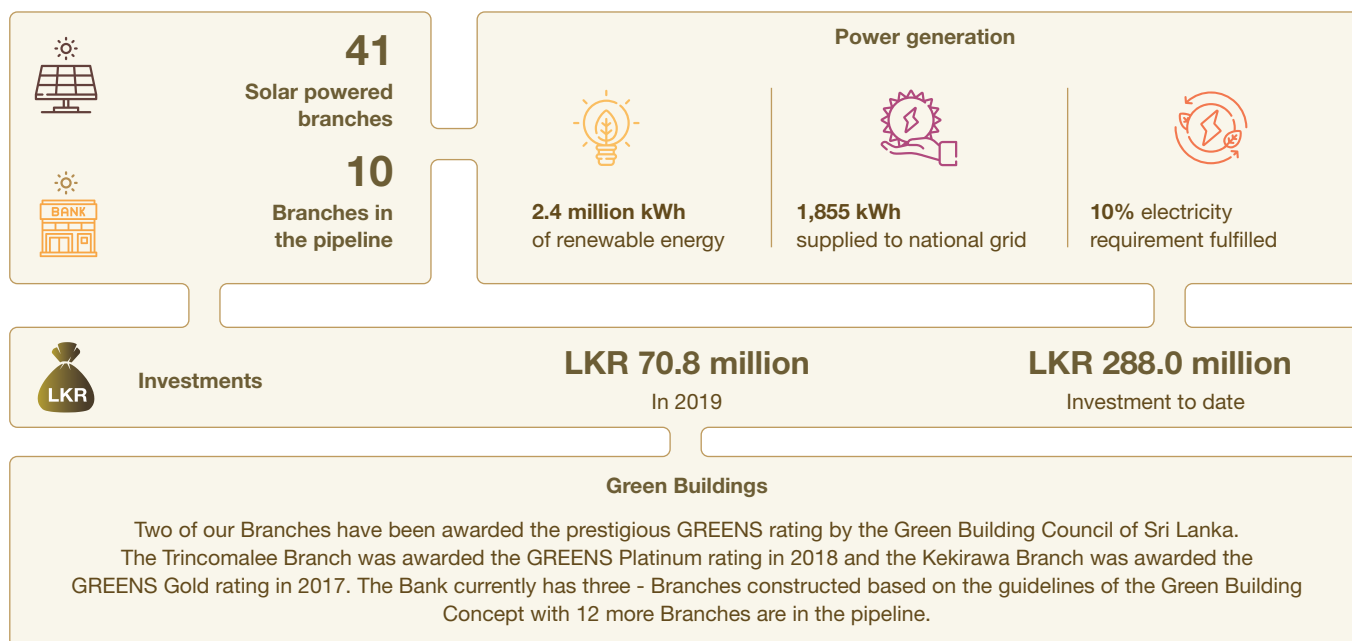 41
Solar powered
branches
BANK
10
Branches in
the pipeline
Power generation
2.4 million kWh
of renewable energy
1,855 kWh
supplied to national grid
10% electricity
requirement fulfilled
LKR
Investments
LKR 70.8 million
In 2019
LKR 288.0 million
Investment to date
Green Buildings
Two of our Branches have been awarded the prestigious GREENS rating by the Green Building Council of Sri Lanka.
The Trincomalee Branch was awarded the GREENS Platinum rating in 2018 and the Kekirawa Branch was awarded the
GREENS Gold rating in 2017. The Bank currently has three - Branches constructed based on the guidelines of the Green Building
Concept with 12 more Branches are in the pipeline.